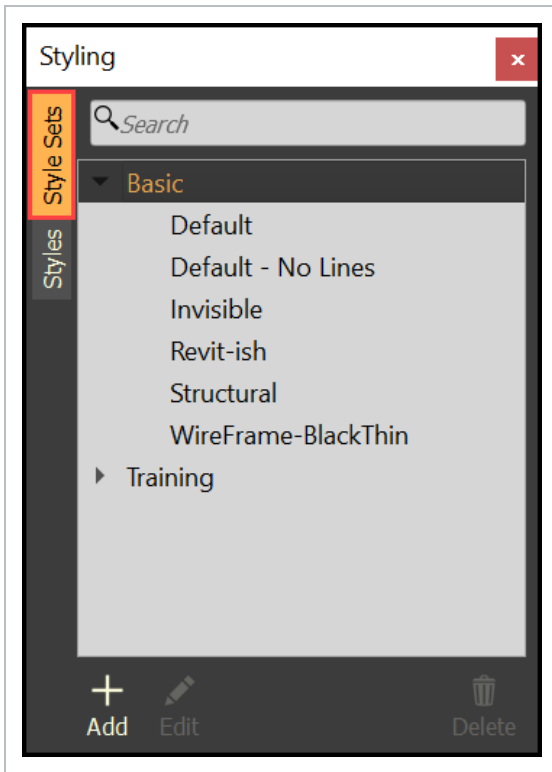 Styling
Style Sets
Styles
Search
Basic
Default
Default - No Lines
Invisible
Revit-ish
Structural
WireFrame-BlackThin
Training
Add
Edit
Delete